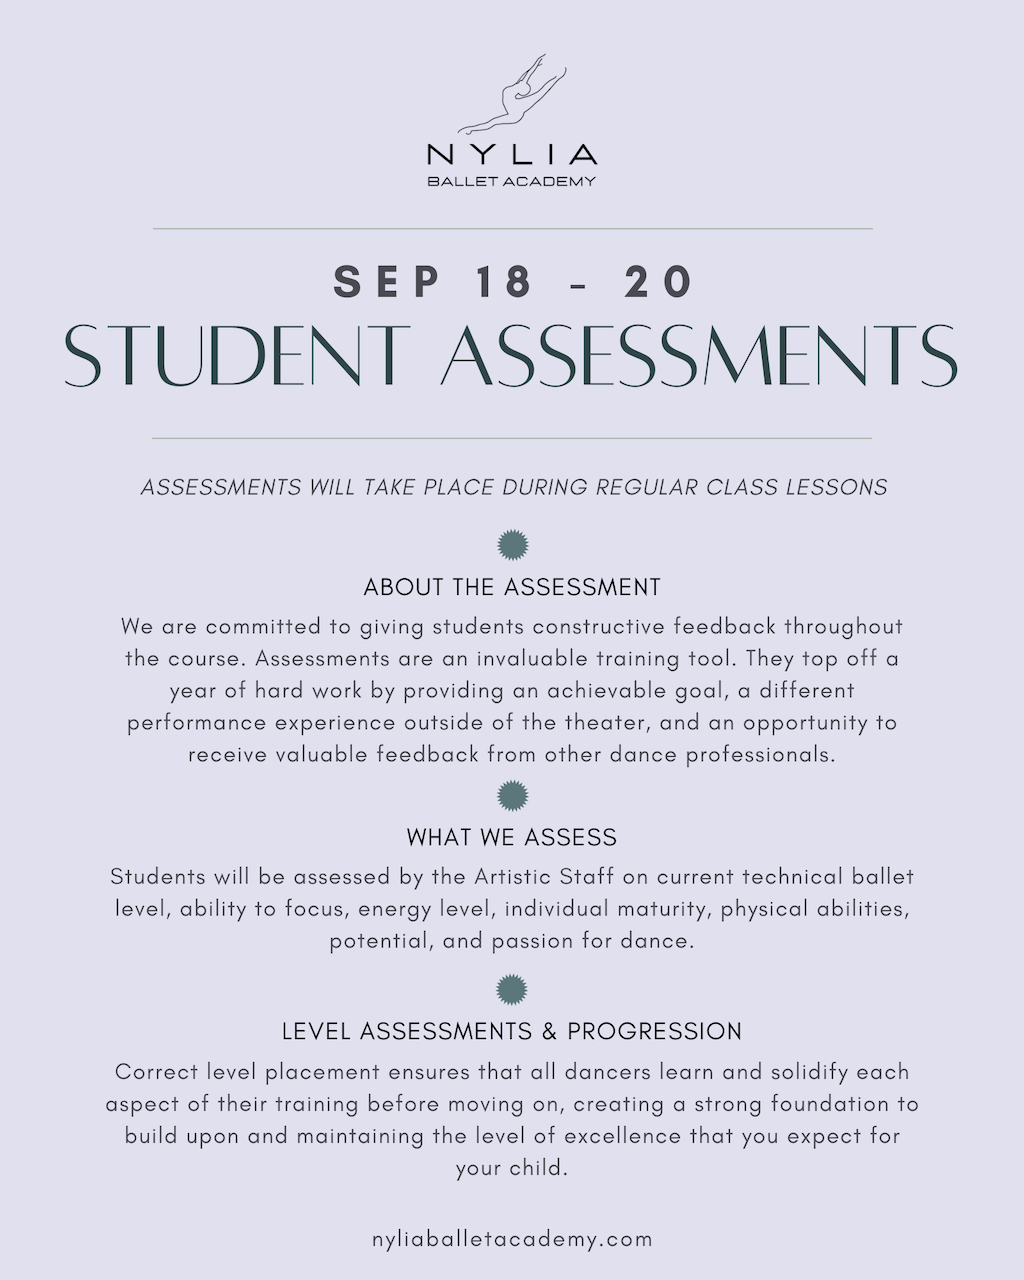 NYLIA
BALLET ACADEMY
SEP 18 - 20
STUDENT ASSESSMENTS
ASSESSMENTS WILL TAKE PLACE DURING REGULAR CLASS LESSONS
ABOUT THE ASSESSMENT
We are committed to giving students constructive feedback throughout
the course. Assessments are an invaluable training tool. They top off a
year of hard work by providing an achievable goal, a different
performance experience outside of the theater, and an opportunity to
receive valuable feedback from other dance professionals.
WHAT WE ASSESS
Students will be assessed by the Artistic Staff on current technical ballet
level, ability to focus, energy level, individual maturity, physical abilities,
potential, and passion for dance.
LEVEL ASSESSMENTS & PROGRESSION
Correct level placement ensures that all dancers learn and solidify each
aspect of their training before moving on, creating a strong foundation to
build upon and maintaining the level of excellence that you expect for
your child.
nyliaballetacademy.com